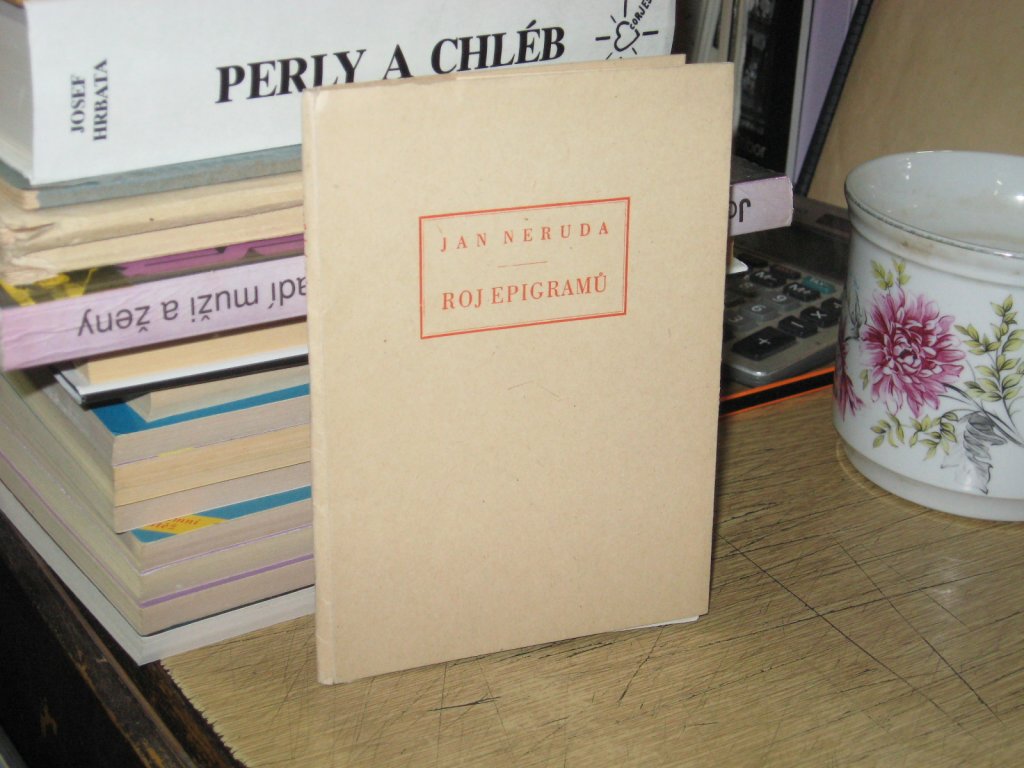 PERLY A CHLÉB
JOSEF
HRBATA
JAN NERUDA
ROJ EPIGRAMŮ
adí muži a ženy